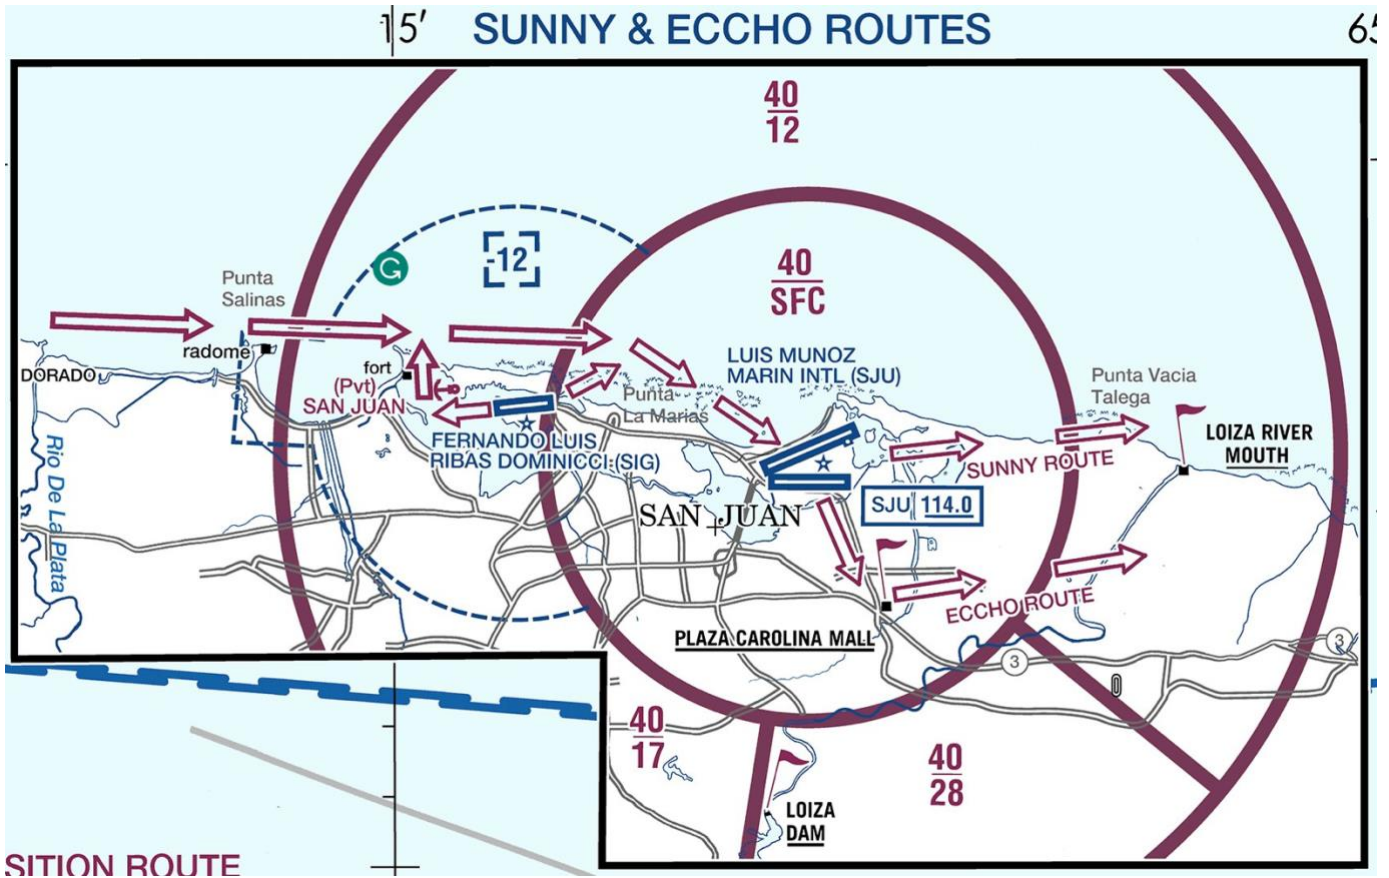 15'
SUNNY & ECCHO ROUTES
65
40
12
Punta
Salinas
-12
40
SFC
radome
DORADO
fort
(Pvt)
SAN JUAN
LUIS MUNOZ
MARIN INTL (SJU)
Punta
La Marias
Punta Vacia
Talega
Rio De La Plata
FERNANDO LUIS
RIBAS DOMINICCI (SIG)
LOIZA RIVER
MOUTH
SUNNY ROUTE
SJU 114.0
SAN JUAN
ECCHO ROUTE
PLAZA CAROLINA MALL
3
3
40
17
40
28
LOIZA
DAM
SITION ROUTE